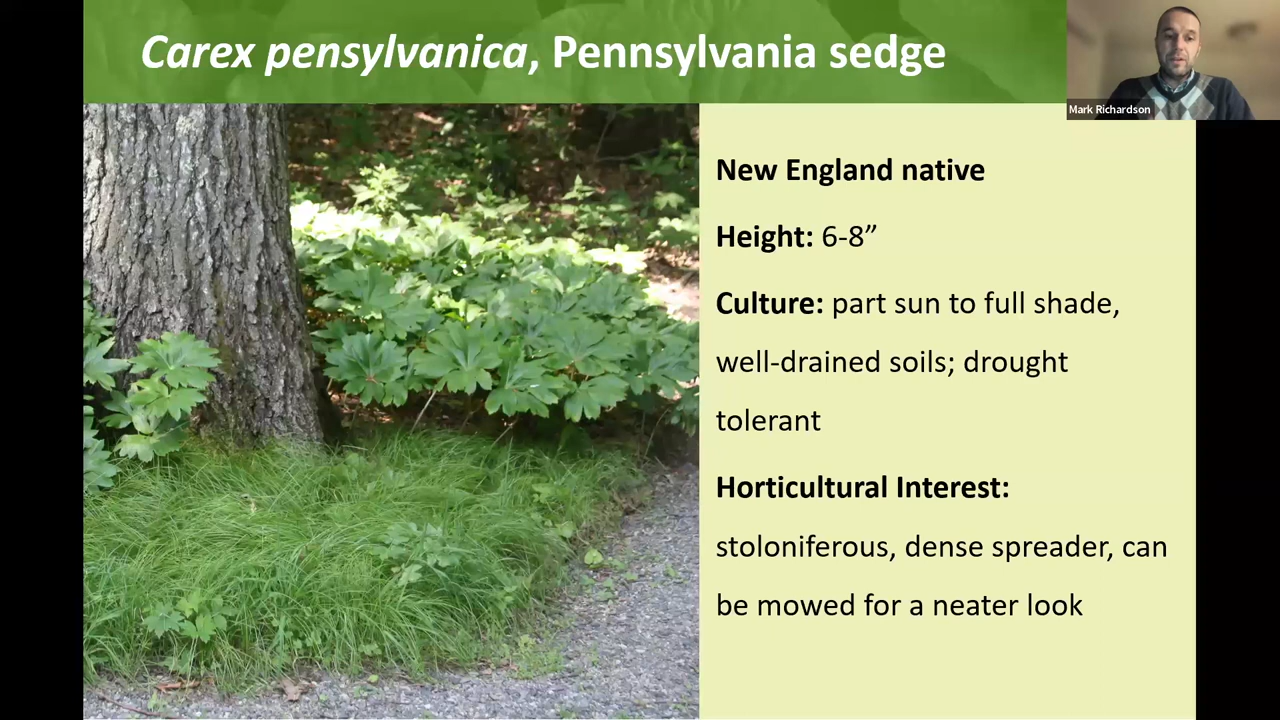 Carex pensylvanica, Pennsylvania sedge
Mark Richardson
New England native
Height: 6-8”
Culture: part sun to full shade,
well-drained soils; drought
tolerant
Horticultural Interest:
stoloniferous, dense spreader, can
be mowed for a neater look